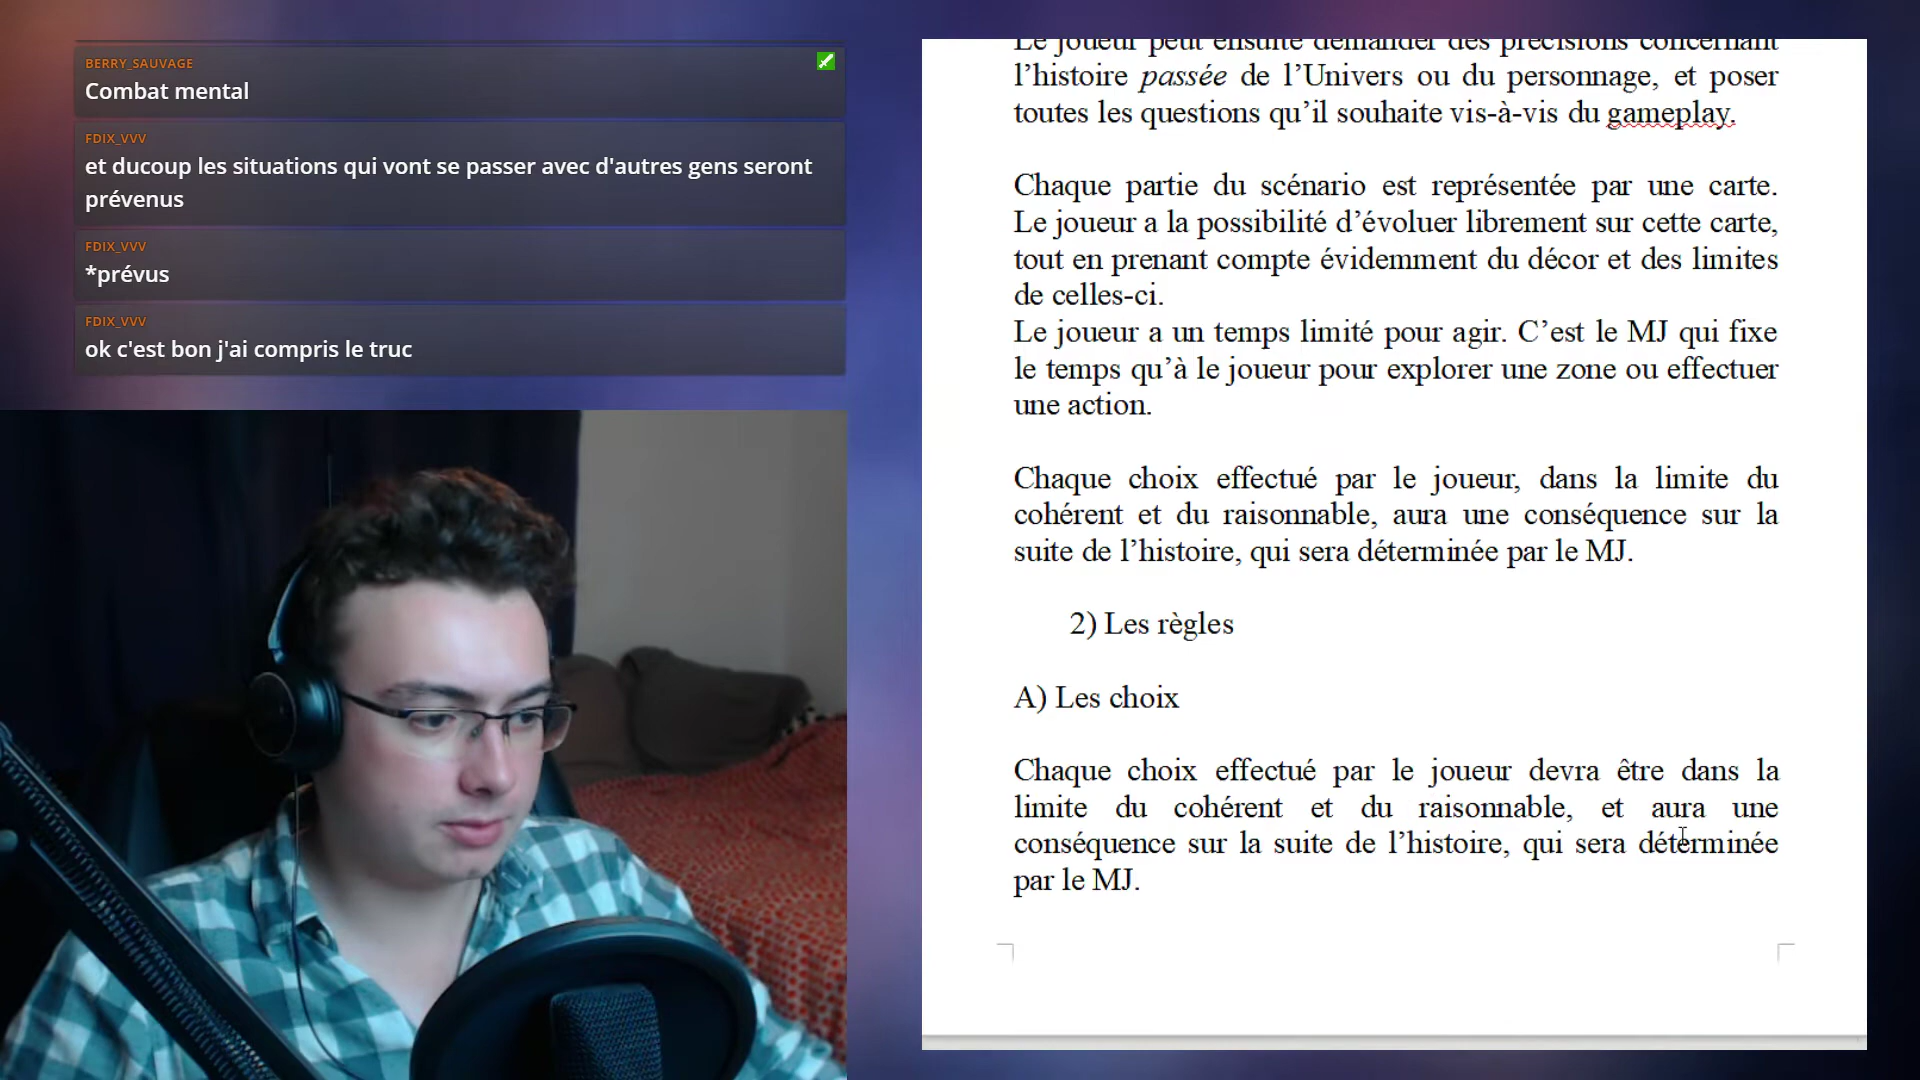 BERRY_SAUVAGE
Combat mental
FDIX_VVV
et ducoup les situations qui vont se passer avec d'autres gens seront
prévenus
FDIX_VVV
*prévus
FDIX_VVV
ok c'est bon j'ai compris le truc
Le joueur peut ensuite demander des précisions concernant
l’histoire passée de l’Univers ou du personnage, et poser
toutes les questions qu’il souhaite vis-à-vis du gameplay.
Chaque partie du scénario est représentée par une carte.
Le joueur a la possibilité d’évoluer librement sur cette carte,
tout en prenant compte évidemment du décor et des limites
de celles-ci.
Le joueur a un temps limité pour agir. C’est le MJ qui fixe
le temps qu’à le joueur pour explorer une zone ou effectuer
une action.
Chaque choix effectué par le joueur, dans la limite du
cohérent et du raisonnable, aura une conséquence sur la
suite de l’histoire, qui sera déterminée par le MJ.
2) Les règles
A) Les choix
Chaque choix effectué par le joueur devra être dans la
limite du cohérent et du raisonnable, et aura une
conséquence sur la suite de l’histoire, qui sera déterminée
par le MJ.